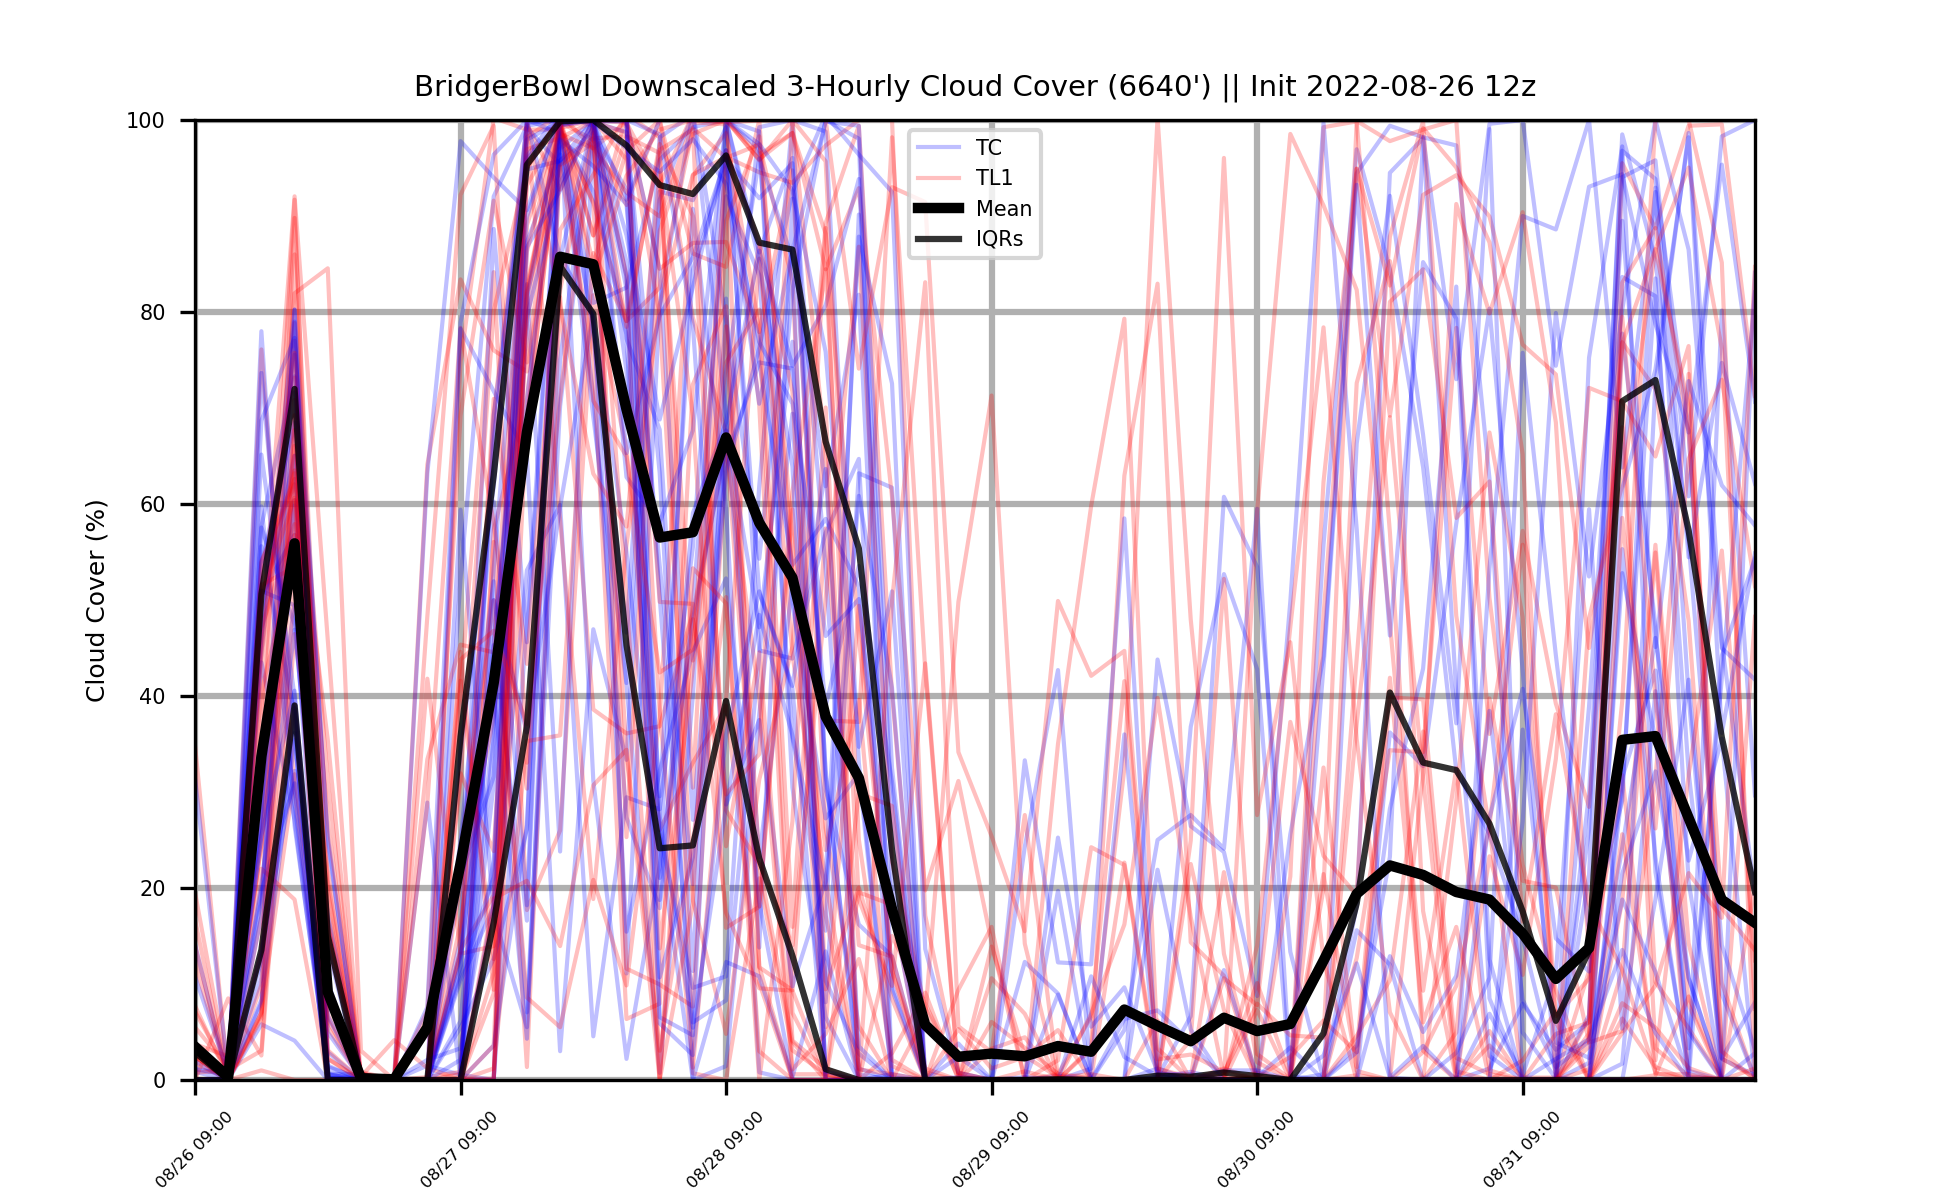 BridgerBowl Downscaled 3-Hourly Cloud Cover (6640') || Init 2022-08-26 12z
Cloud Cover (%)
100
80
60
40
20
0
TC
TL1
Mean
IQRs
08/26 09:00
08/27 09:00
08/28 09:00
08/29 09:00
08/30 09:00
08/31 09:00